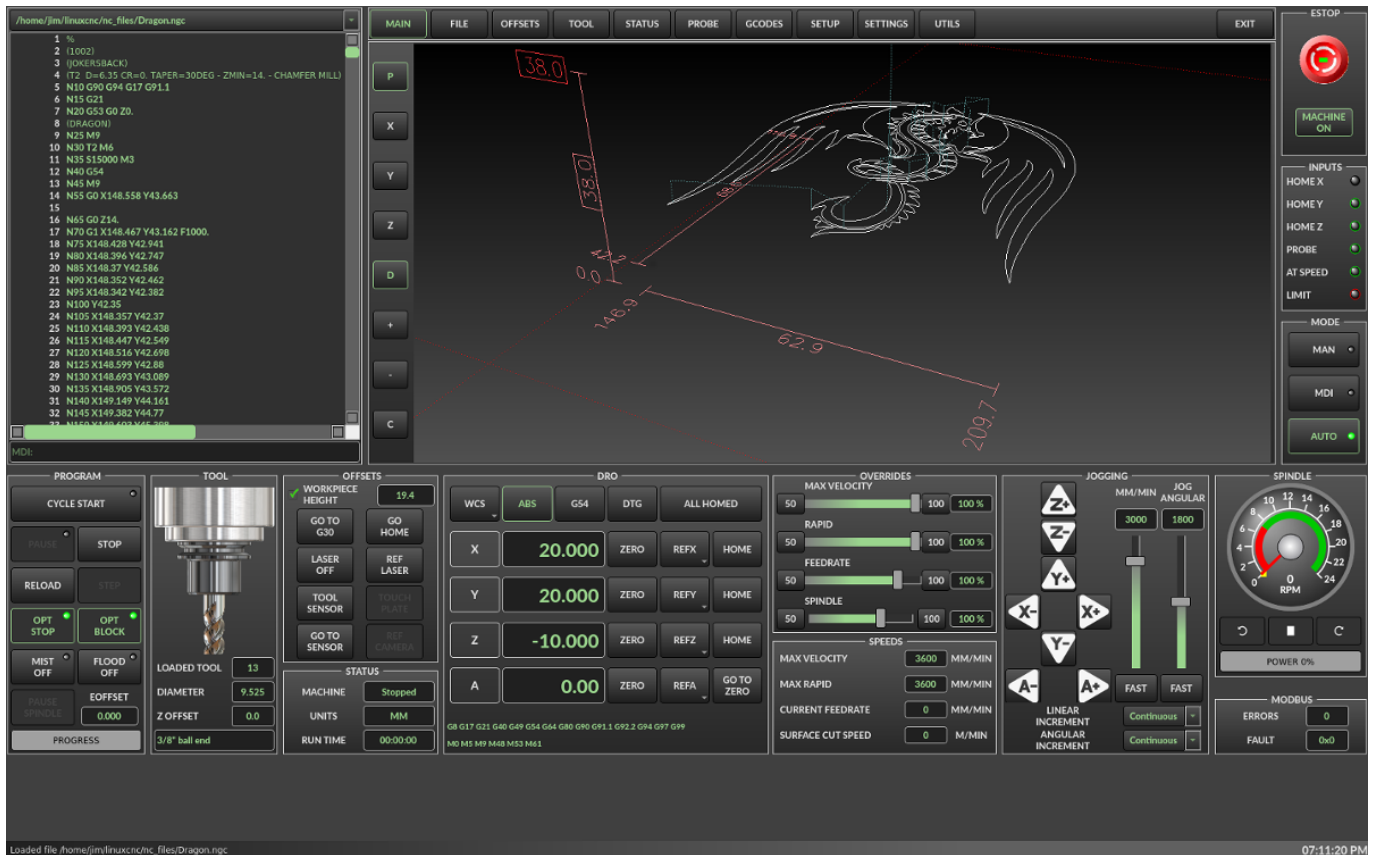 /home/jim/linuxcnc/nc_files/Dragon.ngc
1 %
2 (1002)
3 (JOKERSBACK)
4 (T2 D=6.35 CR=0. TAPER=30DEG - ZMIN=14. - CHAMFER MILL)
5 N10 G90 G94 G17 G91.1
6 N15 G21
7 N20 G53 G0 Z0.
8 (DRAGON)
9 N25 M9
10 N30 T2 M6
11 N35 S15000 M3
12 N40 G54
13 N45 M9
14 N55 G0 X148.558 Y43.663
15
16 N65 G0 Z14.
17 N70 G1 X148.467 Y43.162 F1000.
18 N75 X148.428 Y42.941
19 N80 X148.396 Y42.747
20 N85 X148.37 Y42.586
21 N90 X148.352 Y42.462
22 N95 X148.342 Y42.382
23 N100 Y42.35
24 N105 X148.357 Y42.37
25 N110 X148.393 Y42.438
26 N115 X148.447 Y42.549
27 N120 X148.516 Y42.698
28 N125 X148.599 Y42.88
29 N130 X148.693 Y43.089
30 N135 X148.905 Y43.572
31 N140 X149.149 Y44.161
32 N145 X149.382 Y44.77
MDI:
MAIN FILE OFFSETS TOOL STATUS PROBE GCODES SETUP SETTINGS UTILS EXIT
P
X
Y
Z
D
+
-
C
38.0
38.0
0.0
42.2
146.9
62.9
209.7
ESTOP
MACHINE
ON
INPUTS
HOME X
HOME Y
HOME Z
PROBE
AT SPEED
LIMIT
MODE
MAN
MDI
AUTO
PROGRAM
CYCLE START
PAUSE STOP
RELOAD STEP
OPT
STOP
OPT
BLOCK
MIST
OFF
FLOOD
OFF
PAUSE
SPINDLE
EOFFSET
0.000
PROGRESS
TOOL
LOADED TOOL 13
DIAMETER 9.525
Z OFFSET 0.0
3/8" ball end
OFFSETS
WORKPIECE
HEIGHT
19.4
GO TO
G30
GO
HOME
LASER
OFF
REF
LASER
TOOL
SENSOR
TOUCH
PLATE
GO TO
SENSOR
REF
CAMERA
STATUS
MACHINE Stopped
UNITS MM
RUN TIME 00:00:00
DRO
WCS ABS G54 DTG ALL HOMED
X 20.000 ZERO REFX HOME
Y 20.000 ZERO REFY HOME
Z -10.000 ZERO REFZ HOME
A 0.00 ZERO REFA GO TO
ZERO
G8 G17 G21 G40 G49 G54 G64 G80 G90 G91.1 G92.2 G94 G97 G99
M0 M5 M9 M48 M53 M61
OVERRIDES
MAX VELOCITY
50 100 100 %
RAPID
50 100 100 %
FEEDRATE
50 100 100 %
SPINDLE
50 100 100 %
SPEEDS
MAX VELOCITY 3600 MM/MIN
MAX RAPID 3600 MM/MIN
CURRENT FEEDRATE 0 MM/MIN
SURFACE CUT SPEED 0 M/MIN
JOGGING
MM/MIN
JOG
ANGULAR
3000 1800
Z+
Z-
Y+
X- X+
Y-
A- A+
FAST FAST
LINEAR
INCREMENT
Continuous
ANGULAR
INCREMENT
Continuous
SPINDLE
0 2 4 6 8 10 12 14 16 18 20 22 24
0
RPM
POWER 0%
MODBUS
ERRORS 0
FAULT 0x0
Loaded file /home/jim/linuxcnc/nc_files/Dragon.ngc
07:11:20 PM